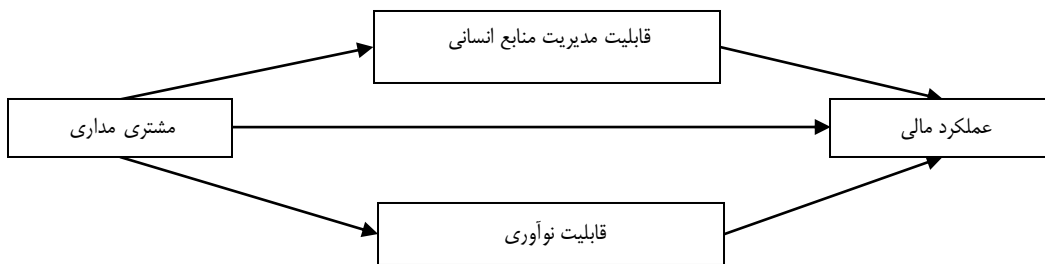 قابلیت مدیریت منابع انسانی
مشتری مداری
عملکرد مالی
قابلیت نوآوری